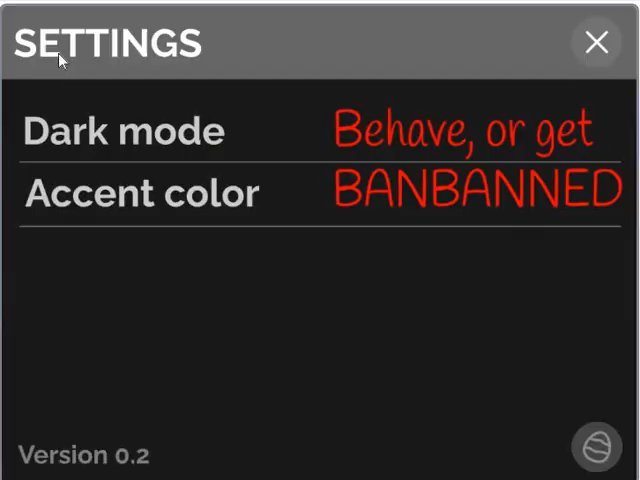 SETTINGS
Dark mode
Behave, or get
Accent color
BANBANNED
Version 0.2